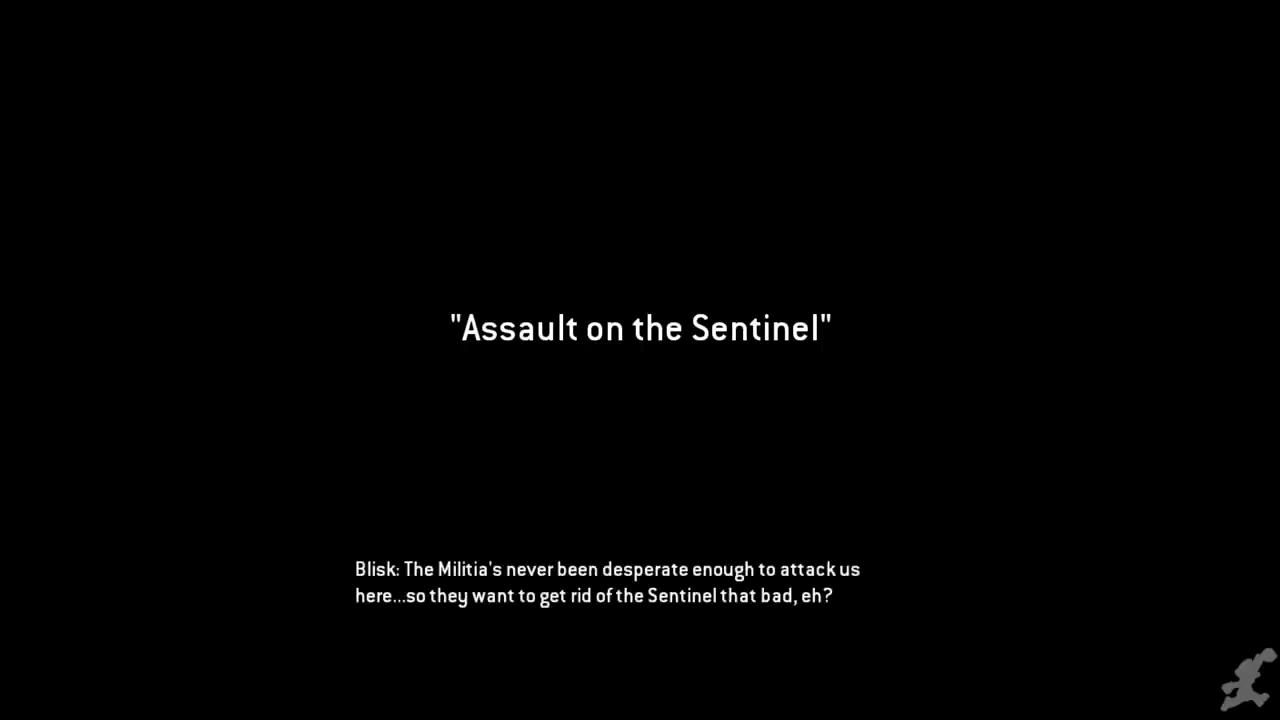 "Assault on the Sentinel"
Blisk: The Militia's never been desperate enough to attack us
here...so they want to get rid of the Sentinel that bad, eh?